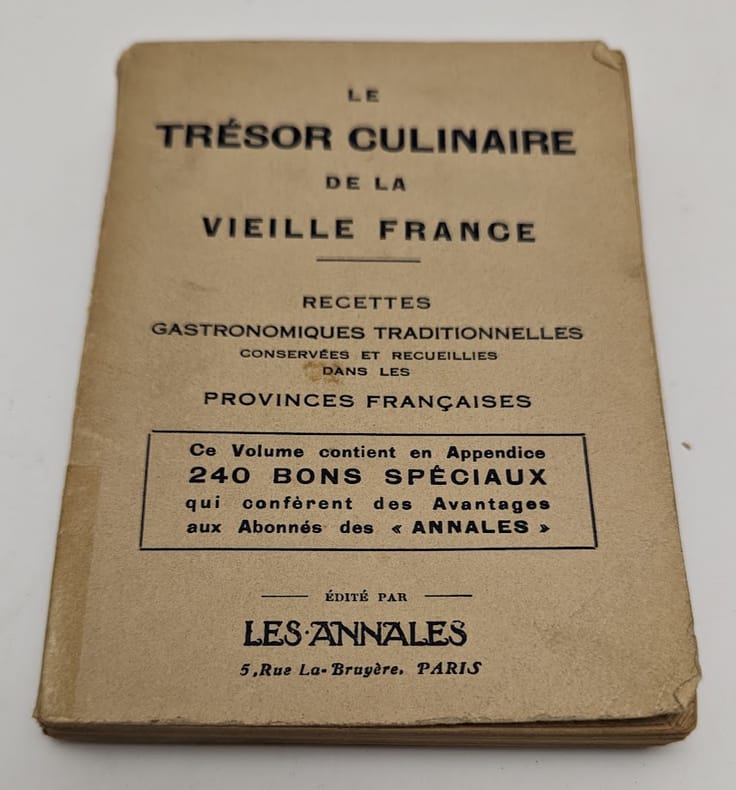 LE
TRÉSOR CULINAIRE
DE LA
VIEILLE FRANCE
RECETTES
GASTRONOMIQUES TRADITIONNELLES
CONSERVÉES ET RECUEILLIES
DANS LES
PROVINCES FRANÇAISES
Ce Volume contient en Appendice
240 BONS SPÉCIAUX
qui confèrent des Avantages
aux Abonnés des « ANNALES »
ÉDITÉ PAR
LES·ANNALES
5, Rue La-Bruyère, PARIS